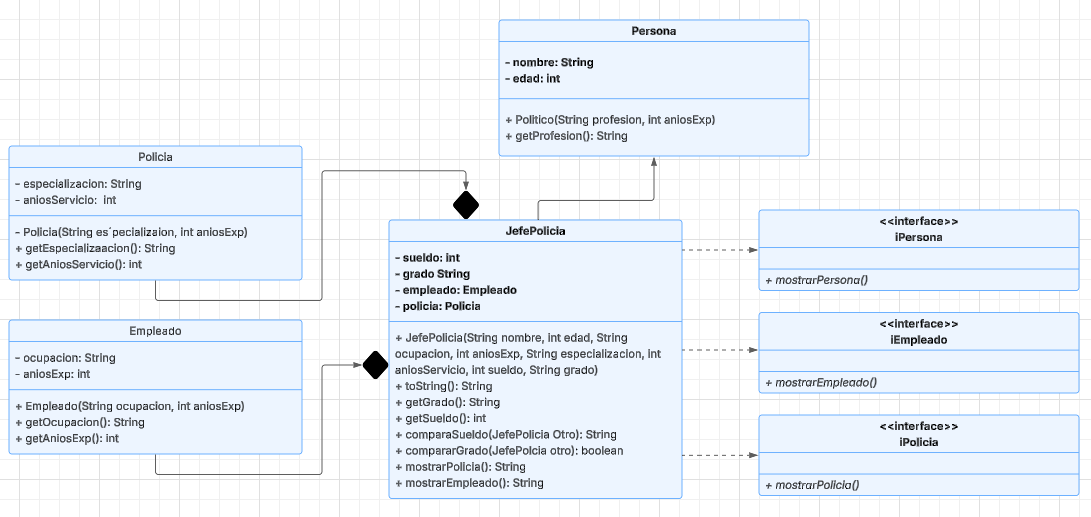 Persona
- nombre: String
- edad: int
+ Politico(String profesion, int aniosExp)
+ getProfesion(): String
Policia
- especializacion: String
- aniosServicio:  int
- Policia(String es´pecializaion, int aniosExp)
+ getEspecializaacion(): String
+ getAniosServicio(): int
Empleado
- ocupacion: String
- aniosExp: int
+ Empleado(String ocupacion, int aniosExp)
+ getOcupacion(): String
+ getAniosExp(): int
JefePolicia
- sueldo: int
- grado String
- empleado: Empleado
- policia: Policia
+ JefePolicia(String nombre, int edad, String
ocupacion, int aniosExp, String especializacion, int
aniosServicio, int sueldo, String grado)
+ toString(): String
+ getGrado(): String
+ getSueldo(): int
+ comparaSueldo(JefePolicia Otro): String
+ compararGrado(JefePolcia otro): boolean
+ mostrarPolicia(): String
+ mostrarEmpleado(): String
<<interface>>
iPersona
+ mostrarPersona()
<<interface>>
iEmpleado
+ mostrarEmpleado()
<<interface>>
iPolicia
+ mostrarPolicia()